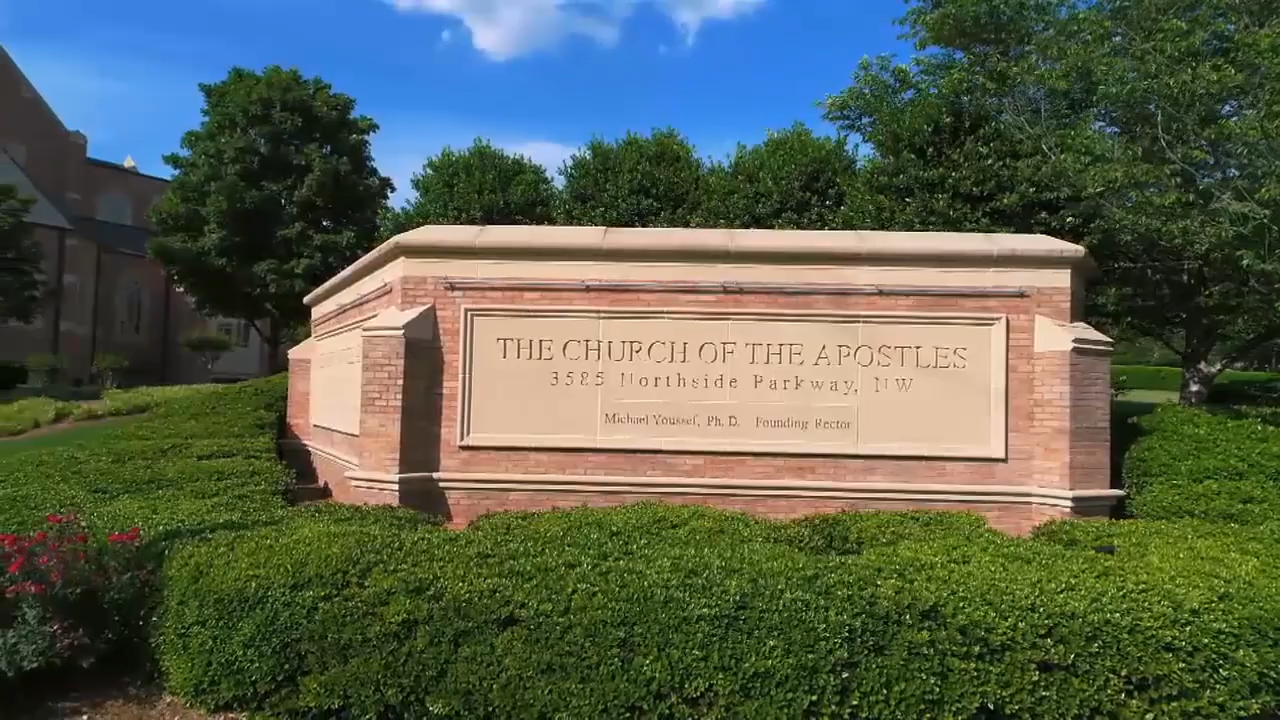 THE CHURCH OF THE APOSTLES
3585 Northside Parkway, NW
Michael Youssef, Ph. D. Founding Rector